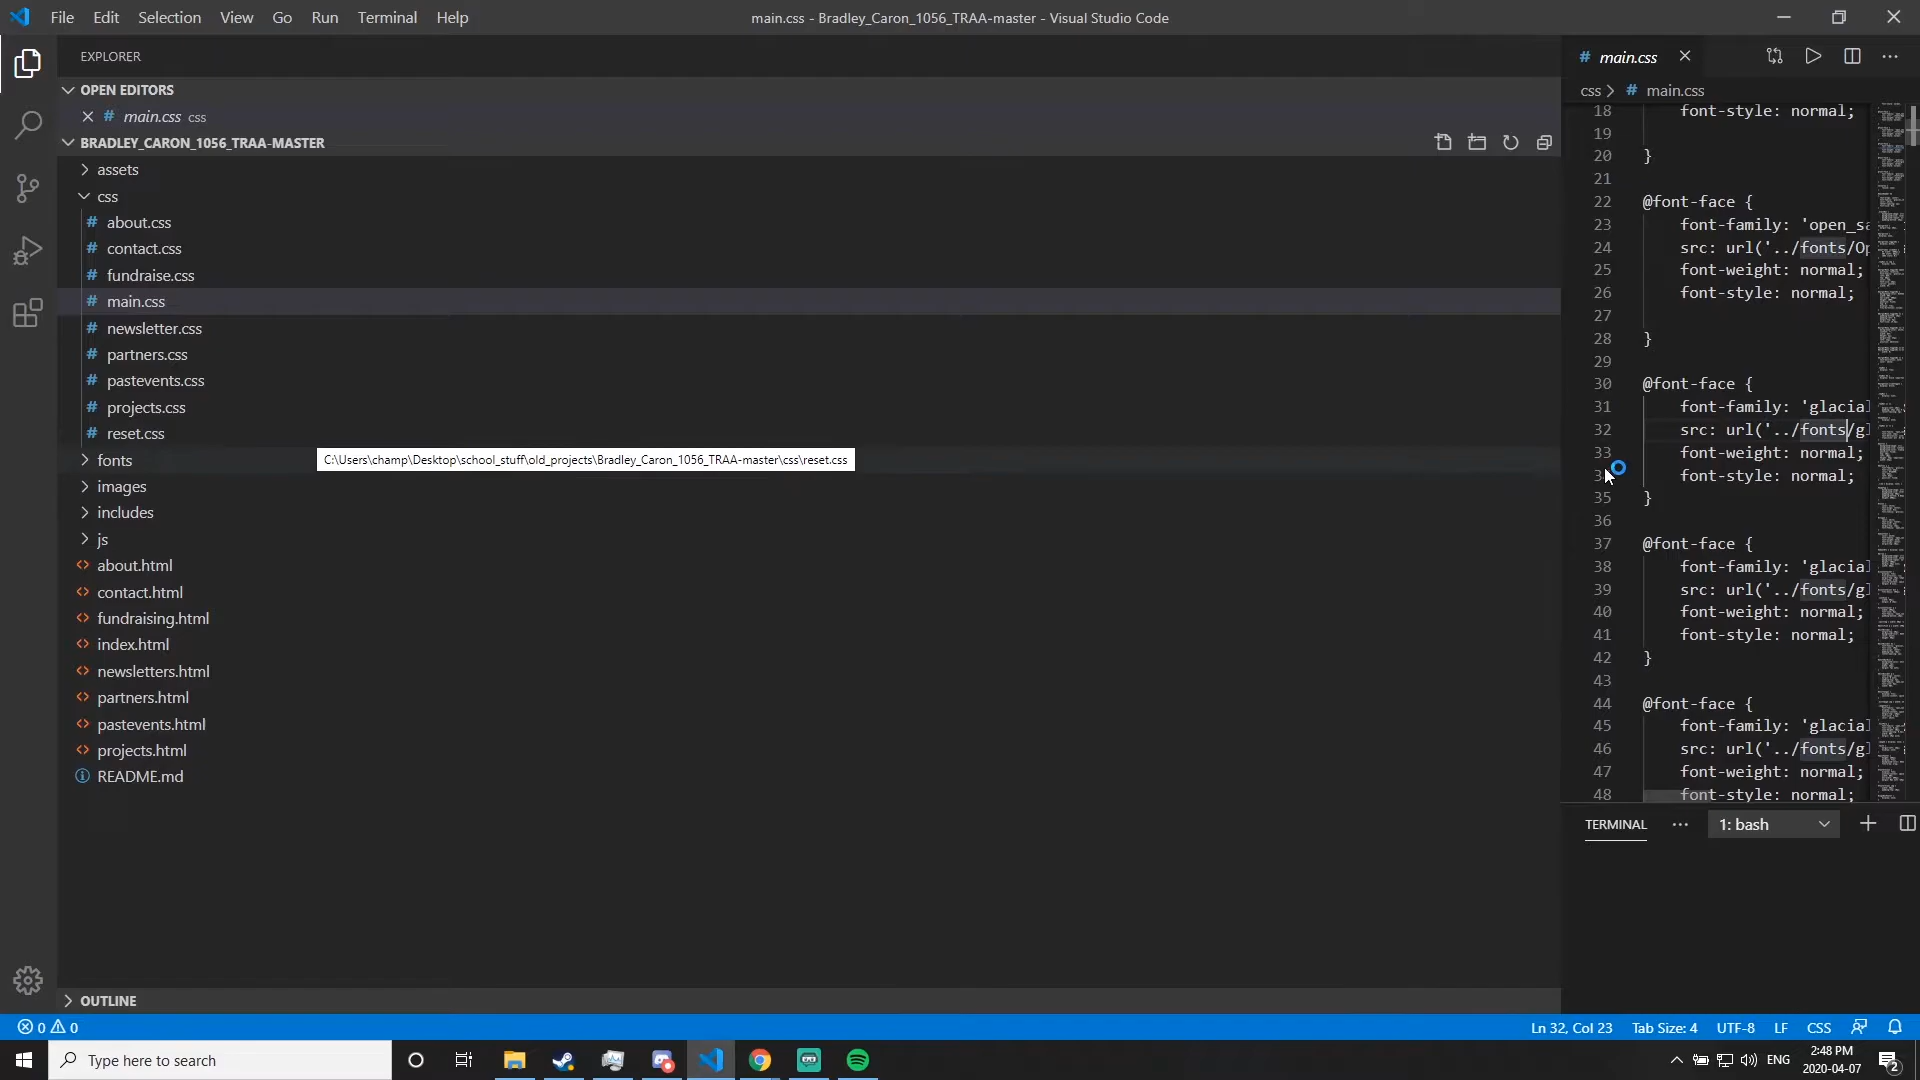 File Edit Selection View Go Run Terminal Help
main.css - Bradley_Caron_1056_TRAA-master - Visual Studio Code
EXPLORER
OPEN EDITORS
# main.css css
BRADLEY_CARON_1056_TRAA-MASTER
assets
css
# about.css
# contact.css
# fundraise.css
# main.css
# newsletter.css
# partners.css
# pastevents.css
# projects.css
# reset.css
fonts
C:\Users\champ\Desktop\school_stuff\old_projects\Bradley_Caron_1056_TRAA-master\css\reset.css
images
includes
js
<> about.html
<> contact.html
<> fundraising.html
<> index.html
<> newsletters.html
<> partners.html
<> pastevents.html
<> projects.html
README.md
OUTLINE
# main.css
css > # main.css
18 font-style: normal;
19
20 }
21
22 @font-face {
23 font-family: 'open_sa
24 src: url('../fonts/Op
25 font-weight: normal;
26 font-style: normal;
27
28 }
29
30 @font-face {
31 font-family: 'glacial
32 src: url('../fonts/gl
33 font-weight: normal;
font-style: normal;
35 }
36
37 @font-face {
38 font-family: 'glacial
39 src: url('../fonts/gl
40 font-weight: normal;
41 font-style: normal;
42 }
43
44 @font-face {
45 font-family: 'glacial
46 src: url('../fonts/gl
47 font-weight: normal;
48 font-style: normal;
TERMINAL ··· 1: bash
0 0
Ln 32, Col 23 Tab Size: 4 UTF-8 LF CSS
Type here to search
ENG
2:48 PM
2020-04-07
2